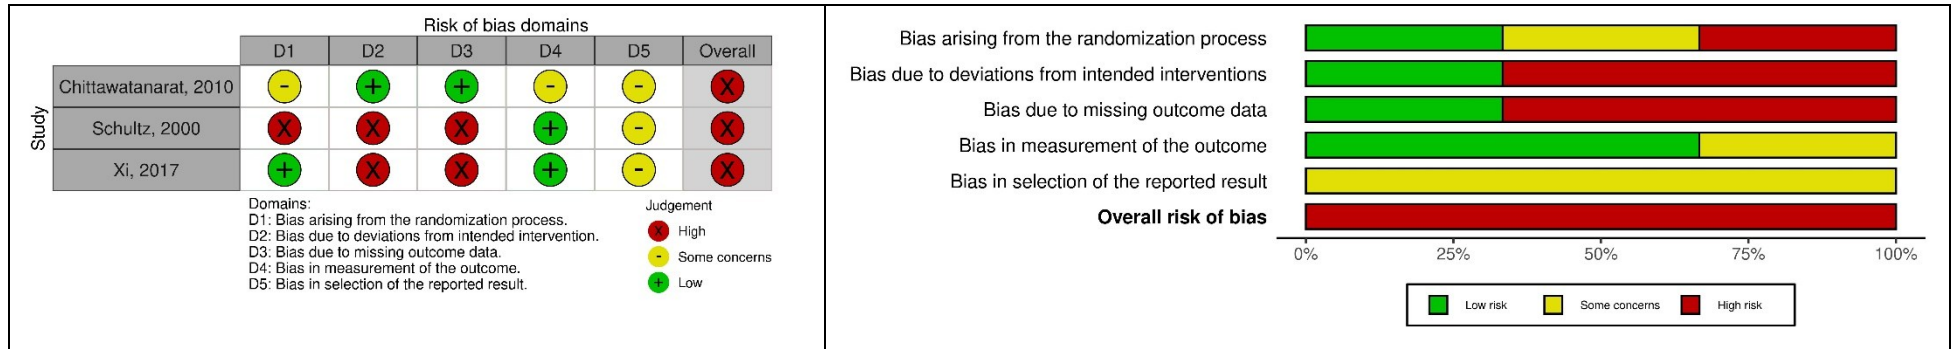 Risk of bias domains
D1 D2 D3 D4 D5 Overall
Study
Chittawatanarat, 2010 - + + - - X
Schultz, 2000 X X X + - X
Xi, 2017 + X X + - X
Domains:
D1: Bias arising from the randomization process.
D2: Bias due to deviations from intended intervention.
D3: Bias due to missing outcome data.
D4: Bias in measurement of the outcome.
D5: Bias in selection of the reported result.
Judgement
X High
- Some concerns
+ Low
Bias arising from the randomization process
Bias due to deviations from intended interventions
Bias due to missing outcome data
Bias in measurement of the outcome
Bias in selection of the reported result
Overall risk of bias
0% 25% 50% 75% 100%
Low risk Some concerns High risk